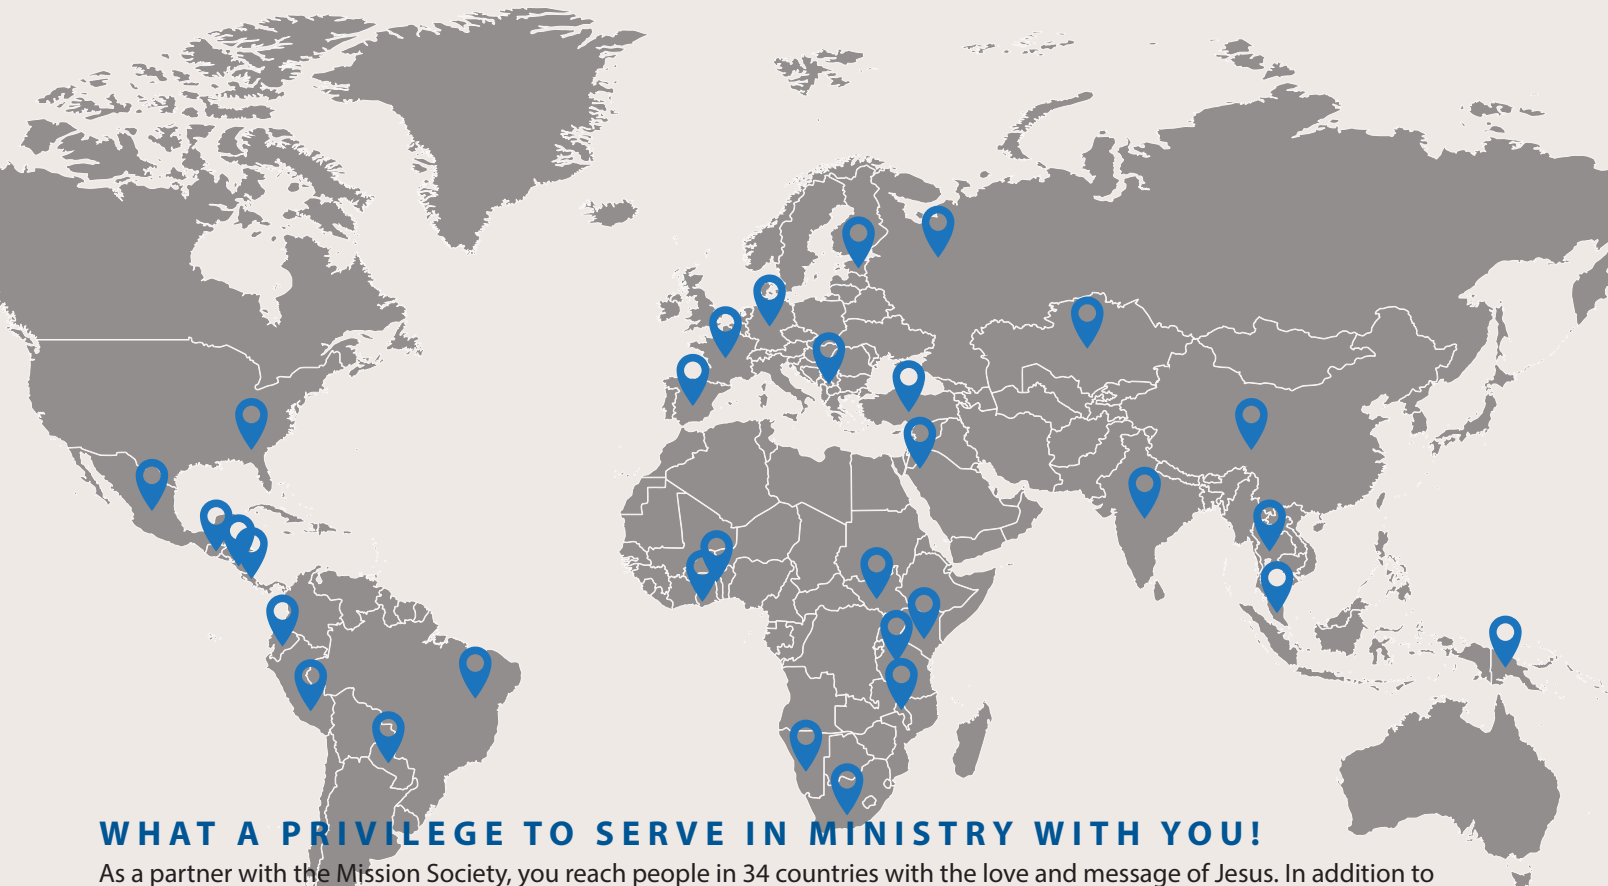 WHAT A PRIVILEGE TO SERVE IN MINISTRY WITH YOU!
As a partner with the Mission Society, you reach people in 34 countries with the love and message of Jesus. In addition to